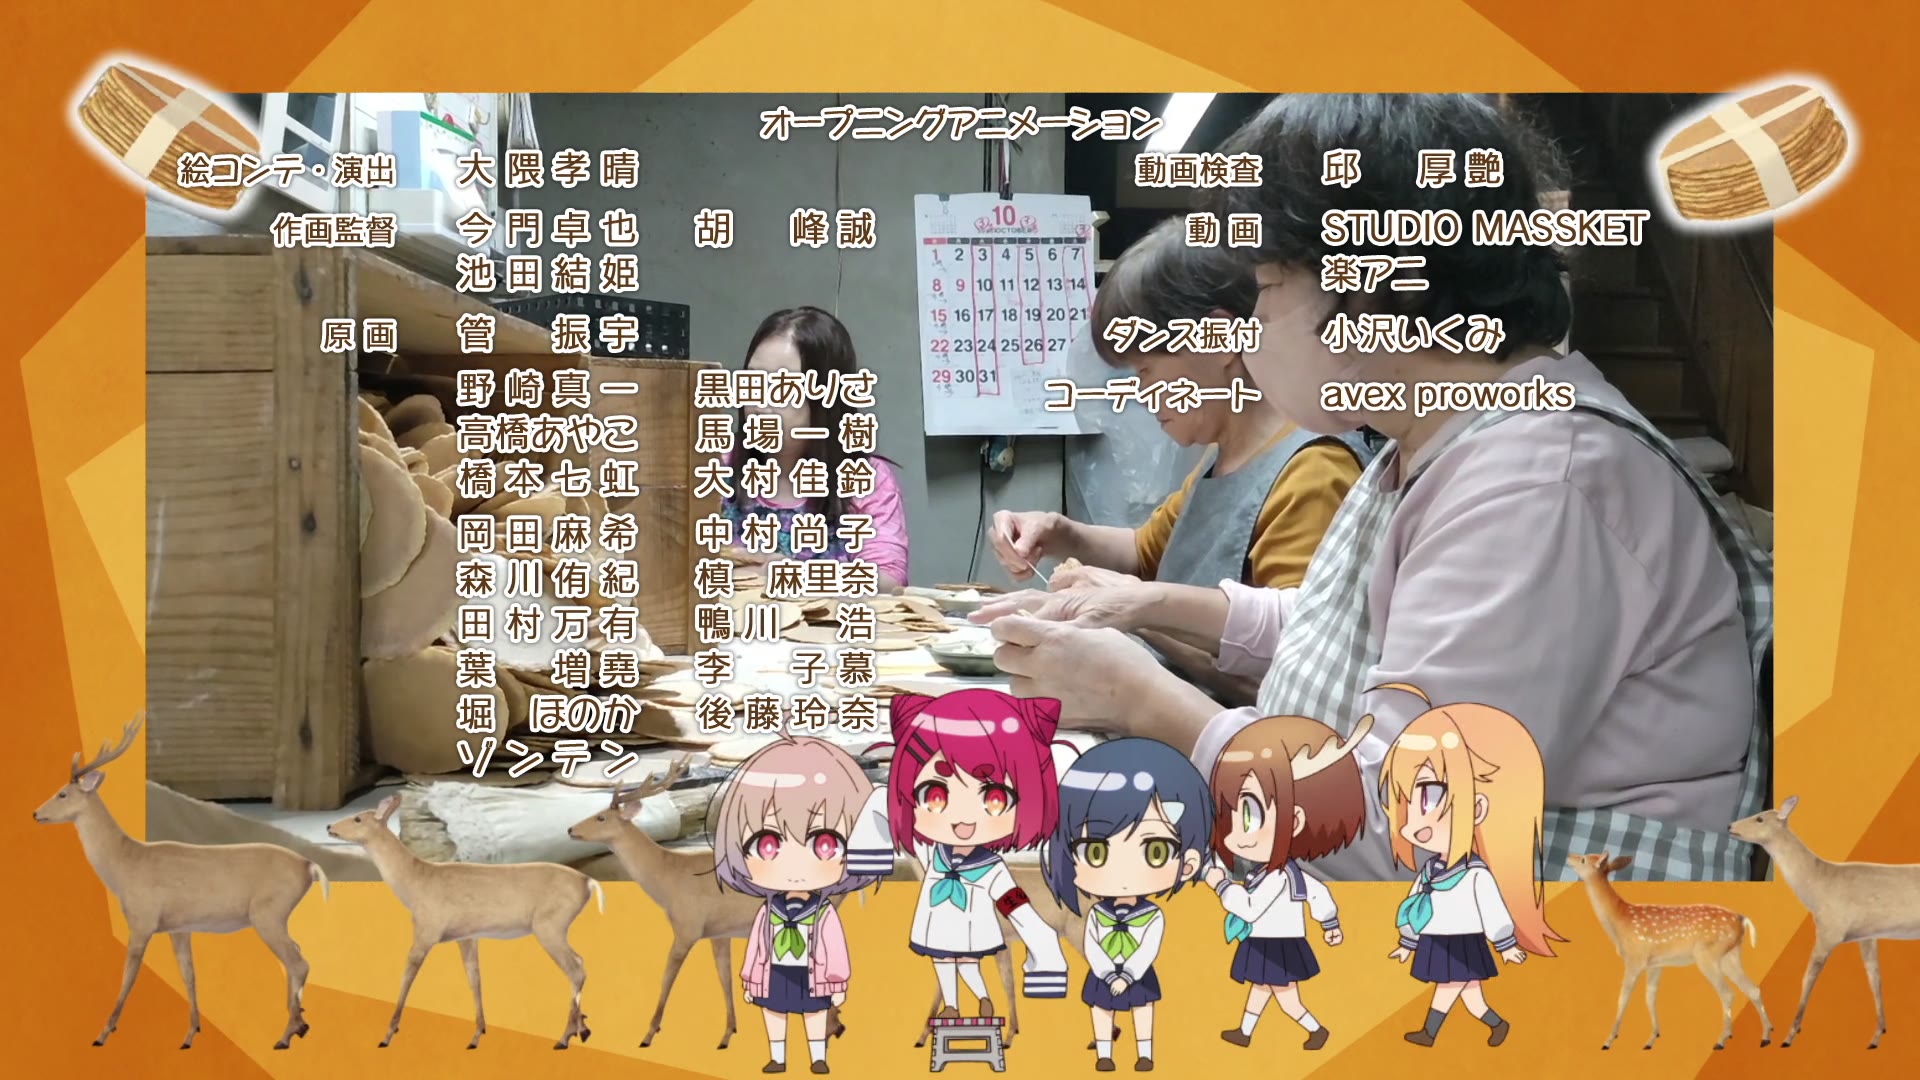 オープニングアニメーション
絵コンテ・演出 大隈孝晴
作画監督 今門卓也 胡 峰誠
池田結姫
原画 管 振宇
野崎真一 黒田ありさ
高橋あやこ 馬場一樹
橋本七虹 大村佳鈴
岡田麻希 中村尚子
森川侑紀 槙 麻里奈
田村万有 鴨川 浩
葉 増堯 李 子慕
堀 ほのか 後藤玲奈
ゾンテン
動画検査 邱 厚艶
動画 STUDIO MASSKET
楽アニ
ダンス振付 小沢いくみ
コーディネート avex proworks
10
OCTOBER
1 2 3 4 5 6 7
8 9 10 11 12 13 14
15 16 17 18 19 20 21
22 23 24 25 26 27
29 30 31